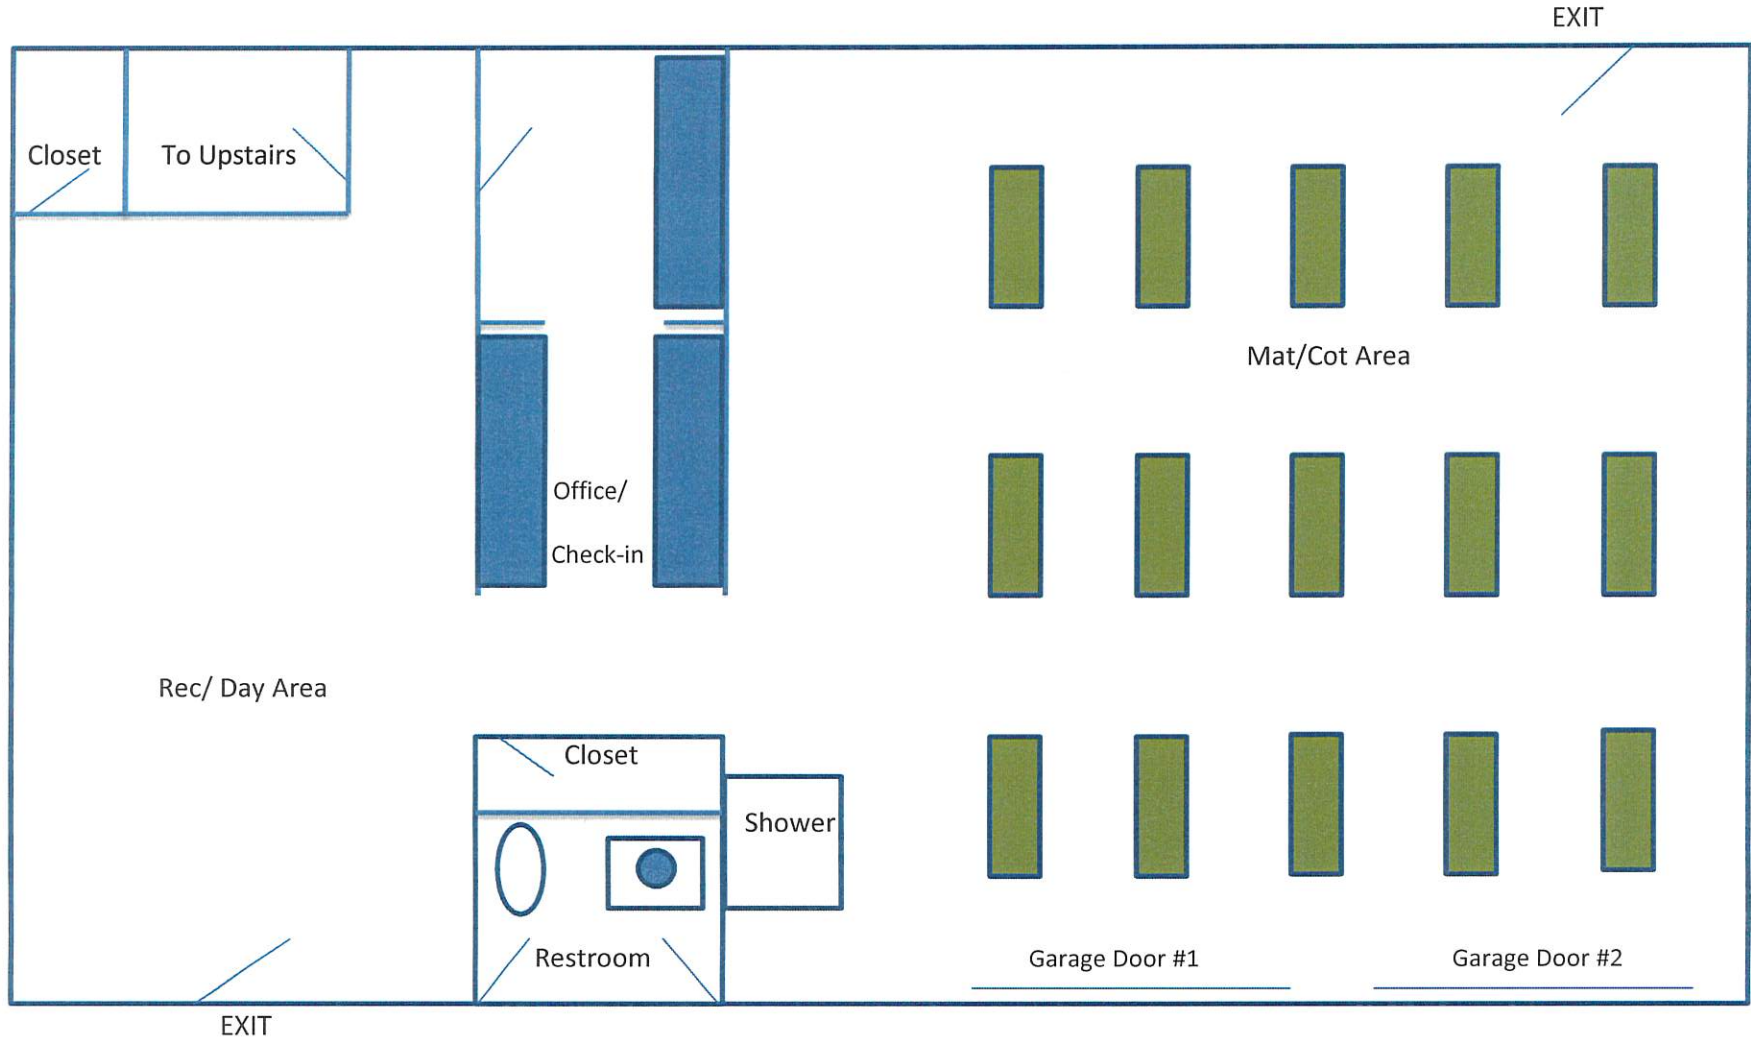 EXIT
Closet
To Upstairs
Mat/Cot Area
Office/
Check-in
Rec/ Day Area
Closet
Shower
Restroom
Garage Door #1
Garage Door #2
EXIT